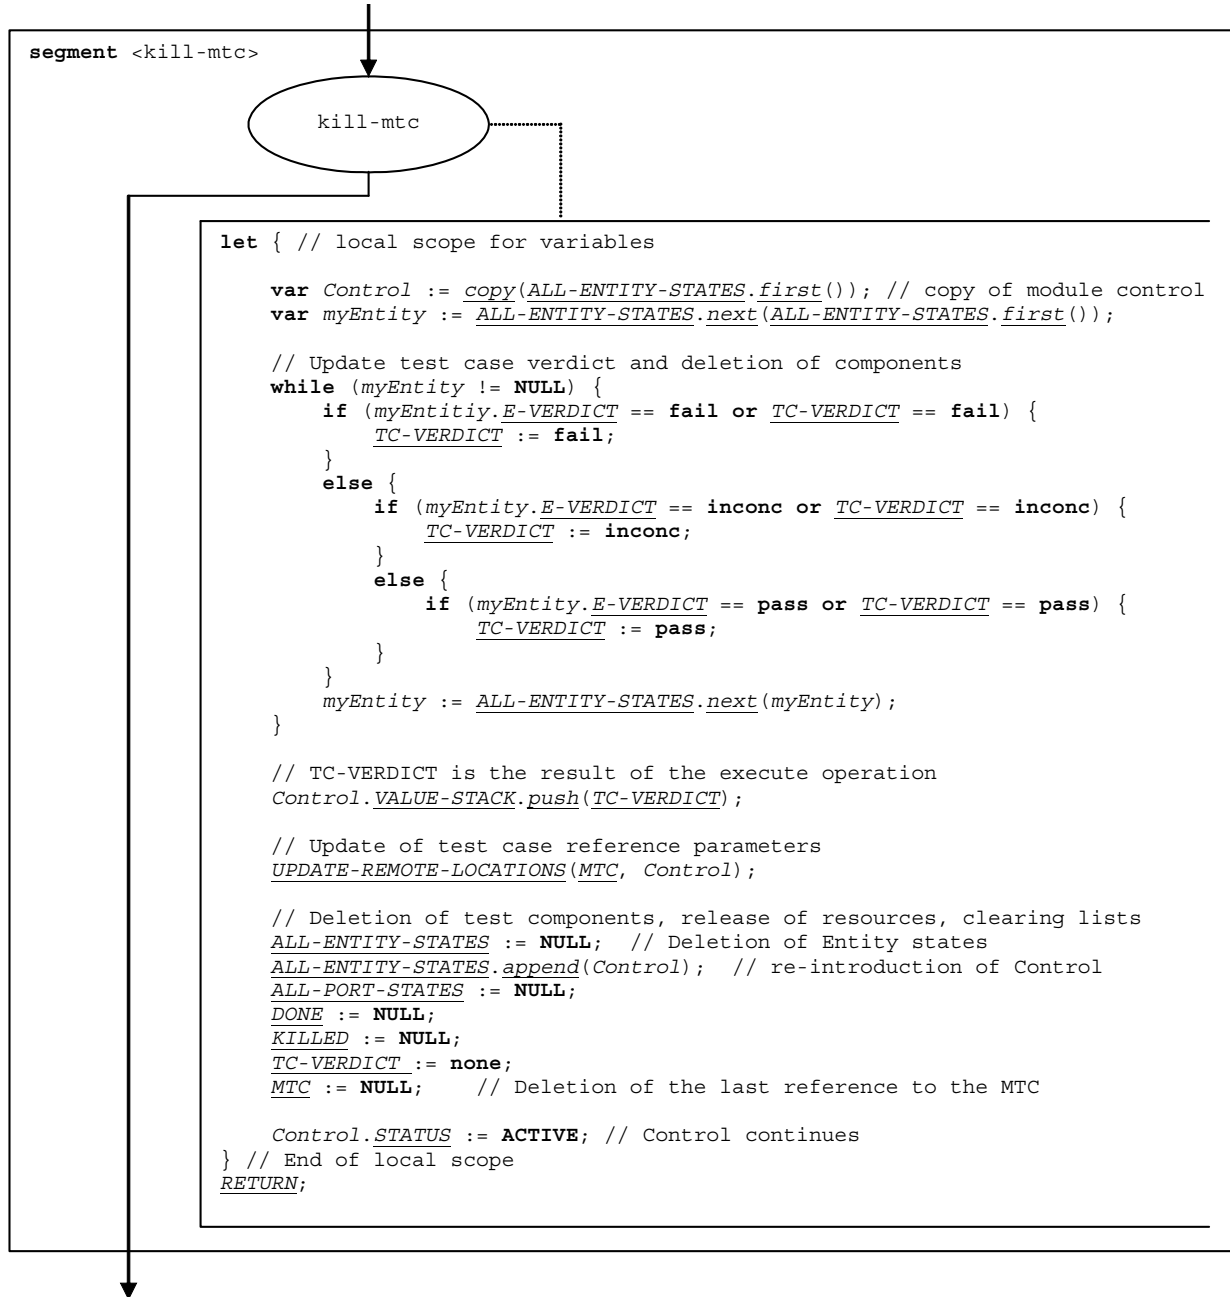 segment <kill-mtc>
kill-mtc
let { // local scope for variables
var Control := copy(ALL-ENTITY-STATES.first()); // copy of module control
var myEntity := ALL-ENTITY-STATES.next(ALL-ENTITY-STATES.first());
// Update test case verdict and deletion of components
while (myEntity != NULL) {
if (myEntitiy.E-VERDICT == fail or TC-VERDICT == fail) {
TC-VERDICT := fail;
}
else {
if (myEntity.E-VERDICT == inconc or TC-VERDICT == inconc) {
TC-VERDICT := inconc;
}
else {
if (myEntity.E-VERDICT == pass or TC-VERDICT == pass) {
TC-VERDICT := pass;
}
}
myEntity := ALL-ENTITY-STATES.next(myEntity);
}
// TC-VERDICT is the result of the execute operation
Control.VALUE-STACK.push(TC-VERDICT);
// Update of test case reference parameters
UPDATE-REMOTE-LOCATIONS(MTC, Control);
// Deletion of test components, release of resources, clearing lists
ALL-ENTITY-STATES := NULL; // Deletion of Entity states
ALL-ENTITY-STATES.append(Control); // re-introduction of Control
ALL-PORT-STATES := NULL;
DONE := NULL;
KILLED := NULL;
TC-VERDICT := none;
MTC := NULL; // Deletion of the last reference to the MTC
Control.STATUS := ACTIVE; // Control continues
} // End of local scope
RETURN;